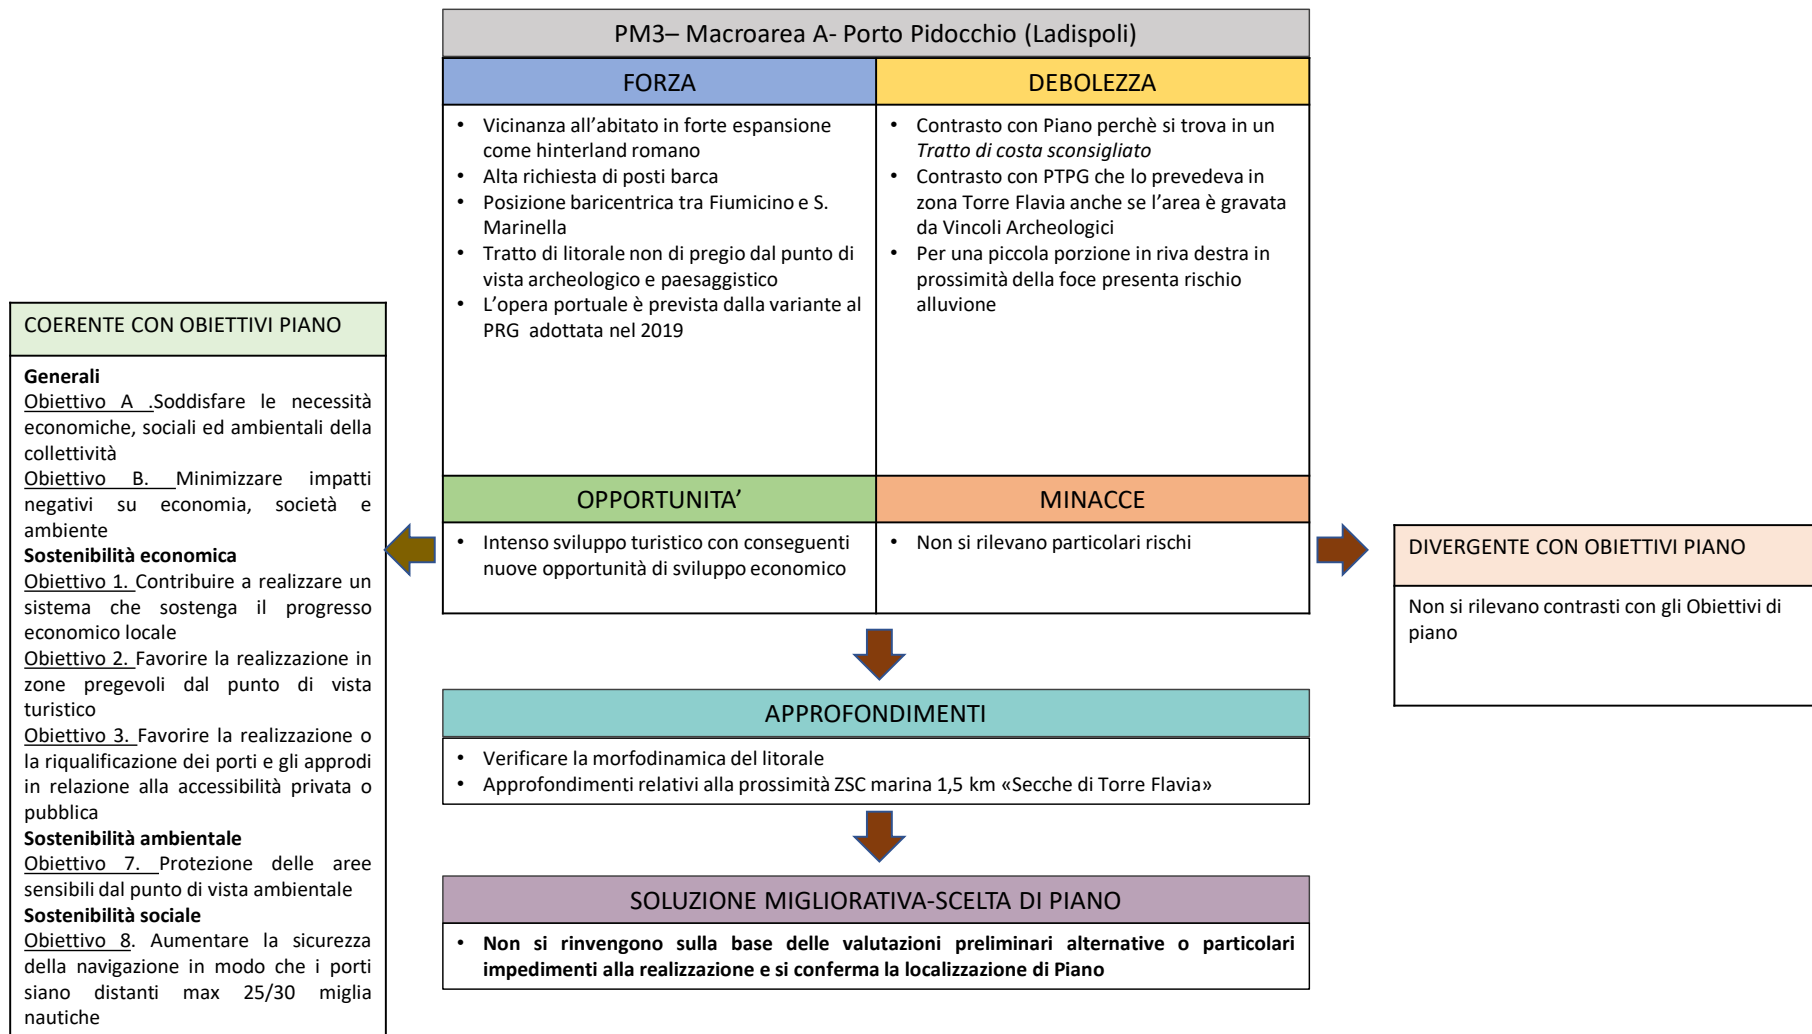 PM3– Macroarea A- Porto Pidocchio (Ladispoli)
FORZA
• Vicinanza all'abitato in forte espansione
come hinterland romano
• Alta richiesta di posti barca
• Posizione baricentrica tra Fiumicino e S.
Marinella
• Tratto di litorale non di pregio dal punto di
vista archeologico e paesaggistico
• L'opera portuale è prevista dalla variante al
PRG adottata nel 2019
DEBOLEZZA
• Contrasto con Piano perchè si trova in un
Tratto di costa sconsigliato
• Contrasto con PTPG che lo prevedeva in
zona Torre Flavia anche se l'area è gravata
da Vincoli Archeologici
• Per una piccola porzione in riva destra in
prossimità della foce presenta rischio
alluvione
OPPORTUNITA'
• Intenso sviluppo turistico con conseguenti
nuove opportunità di sviluppo economico
MINACCE
• Non si rilevano particolari rischi
COERENTE CON OBIETTIVI PIANO
Generali
Obiettivo A .Soddisfare le necessità
economiche, sociali ed ambientali della
collettività
Obiettivo B. Minimizzare impatti
negativi su economia, società e
ambiente
Sostenibilità economica
Obiettivo 1. Contribuire a realizzare un
sistema che sostenga il progresso
economico locale
Obiettivo 2. Favorire la realizzazione in
zone pregevoli dal punto di vista
turistico
Obiettivo 3. Favorire la realizzazione o
la riqualificazione dei porti e gli approdi
in relazione alla accessibilità privata o
pubblica
Sostenibilità ambientale
Obiettivo 7. Protezione delle aree
sensibili dal punto di vista ambientale
Sostenibilità sociale
Obiettivo 8. Aumentare la sicurezza
della navigazione in modo che i porti
siano distanti max 25/30 miglia
nautiche
DIVERGENTE CON OBIETTIVI PIANO
Non si rilevano contrasti con gli Obiettivi di
piano
APPROFONDIMENTI
• Verificare la morfodinamica del litorale
• Approfondimenti relativi alla prossimità ZSC marina 1,5 km «Secche di Torre Flavia»
SOLUZIONE MIGLIORATIVA-SCELTA DI PIANO
• Non si rinvengono sulla base delle valutazioni preliminari alternative o particolari
impedimenti alla realizzazione e si conferma la localizzazione di Piano